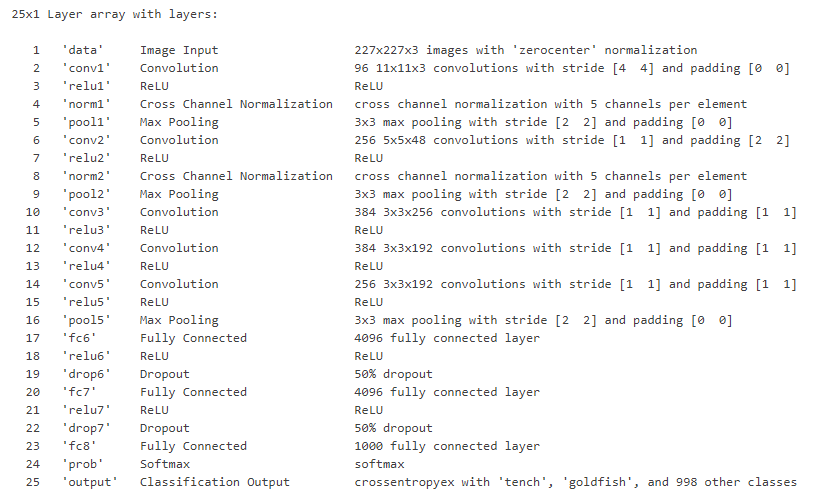 25x1 Layer array with layers:
1 'data' Image Input 227x227x3 images with 'zerocenter' normalization
2 'conv1' Convolution 96 11x11x3 convolutions with stride [4 4] and padding [0 0]
3 'relu1' ReLU ReLU
4 'norm1' Cross Channel Normalization cross channel normalization with 5 channels per element
5 'pool1' Max Pooling 3x3 max pooling with stride [2 2] and padding [0 0]
6 'conv2' Convolution 256 5x5x48 convolutions with stride [1 1] and padding [2 2]
7 'relu2' ReLU ReLU
8 'norm2' Cross Channel Normalization cross channel normalization with 5 channels per element
9 'pool2' Max Pooling 3x3 max pooling with stride [2 2] and padding [0 0]
10 'conv3' Convolution 384 3x3x256 convolutions with stride [1 1] and padding [1 1]
11 'relu3' ReLU ReLU
12 'conv4' Convolution 384 3x3x192 convolutions with stride [1 1] and padding [1 1]
13 'relu4' ReLU ReLU
14 'conv5' Convolution 256 3x3x192 convolutions with stride [1 1] and padding [1 1]
15 'relu5' ReLU ReLU
16 'pool5' Max Pooling 3x3 max pooling with stride [2 2] and padding [0 0]
17 'fc6' Fully Connected 4096 fully connected layer
18 'relu6' ReLU ReLU
19 'drop6' Dropout 50% dropout
20 'fc7' Fully Connected 4096 fully connected layer
21 'relu7' ReLU ReLU
22 'drop7' Dropout 50% dropout
23 'fc8' Fully Connected 1000 fully connected layer
24 'prob' Softmax softmax
25 'output' Classification Output crossentropyex with 'tench', 'goldfish', and 998 other classes